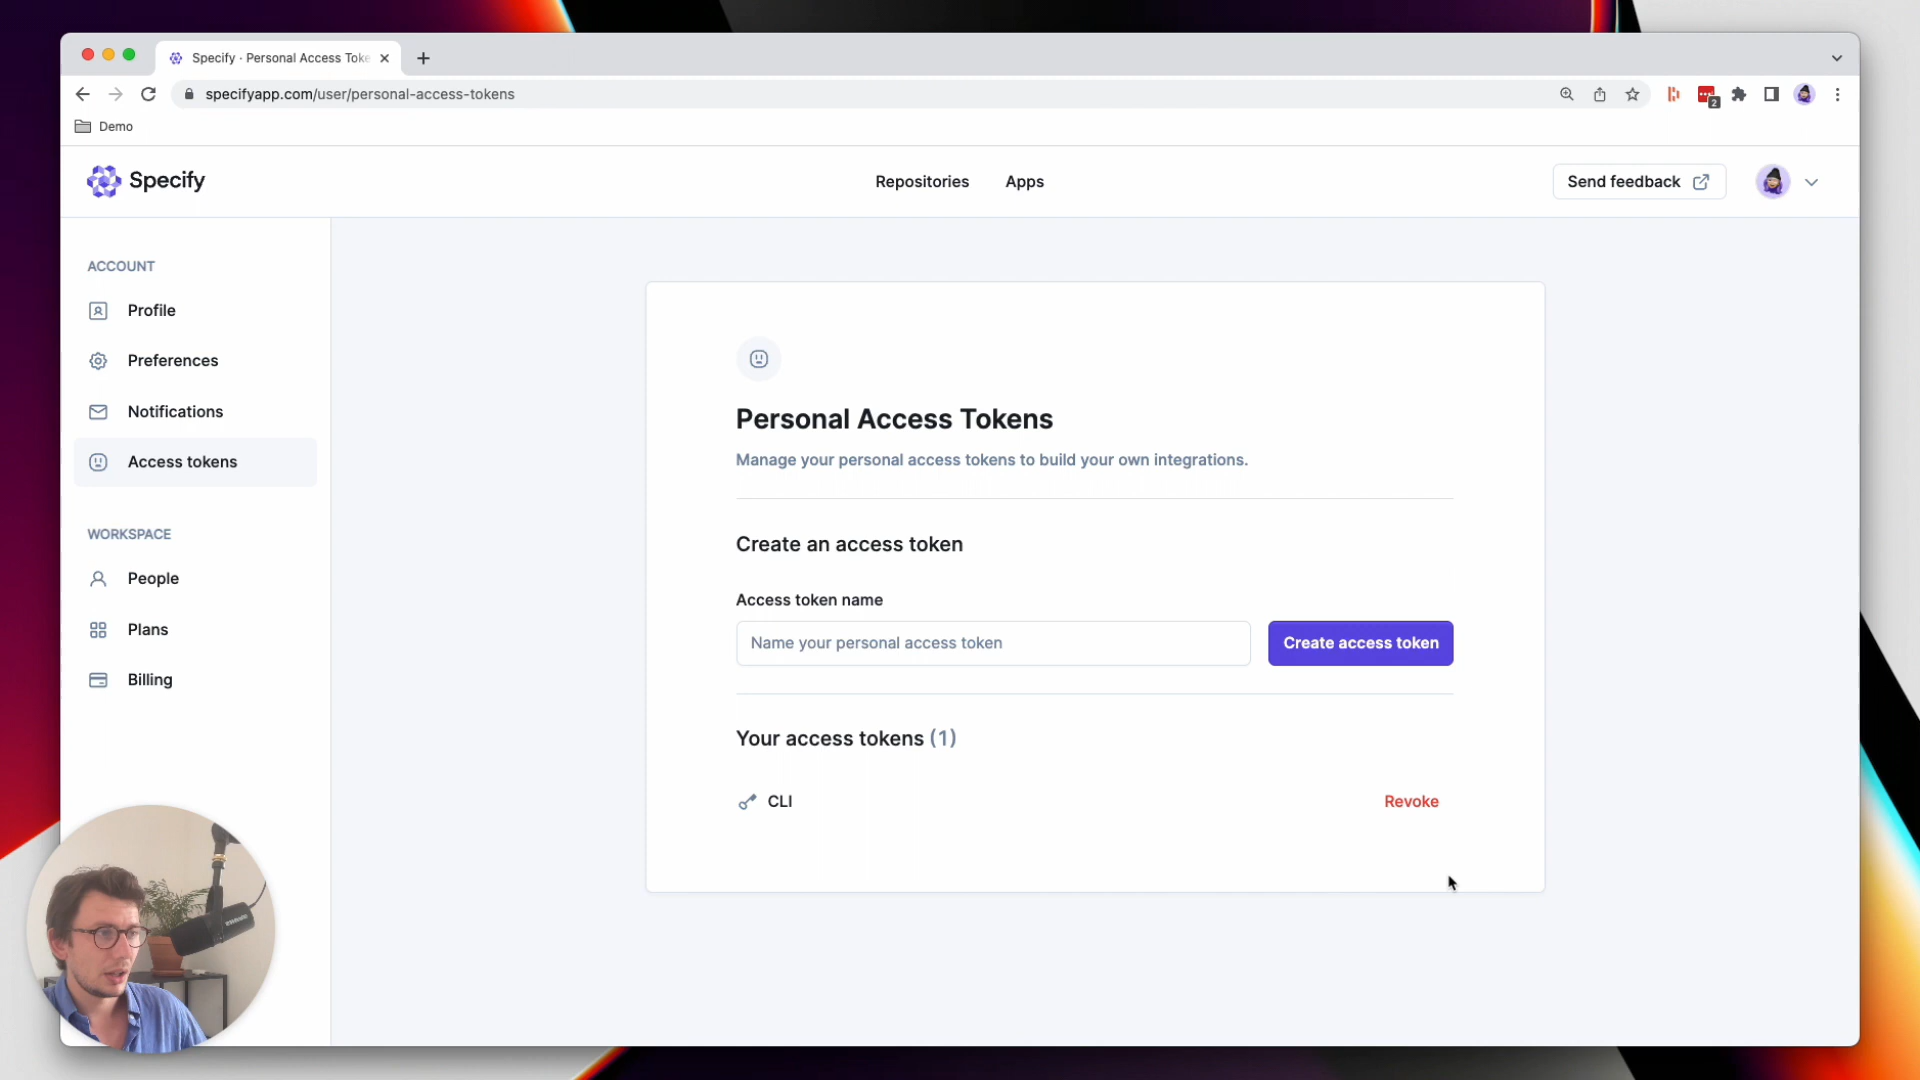 Specify · Personal Access Toke
specifyapp.com/user/personal-access-tokens
2
Demo
Specify
Repositories
Apps
Send feedback
ACCOUNT
Profile
Preferences
Notifications
Access tokens
WORKSPACE
People
Plans
Billing
Personal Access Tokens
Manage your personal access tokens to build your own integrations.
Create an access token
Access token name
Name your personal access token
Create access token
Your access tokens (1)
CLI
Revoke